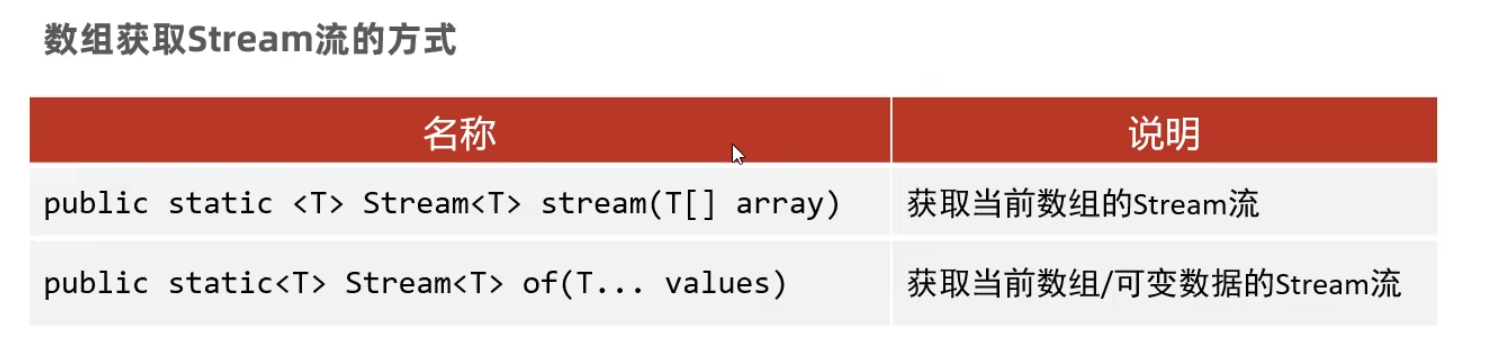 数组获取Stream流的方式
名称 说明
public static <T> Stream<T> stream(T[] array) 获取当前数组的Stream流
public static<T> Stream<T> of(T... values) 获取当前数组/可变数据的Stream流